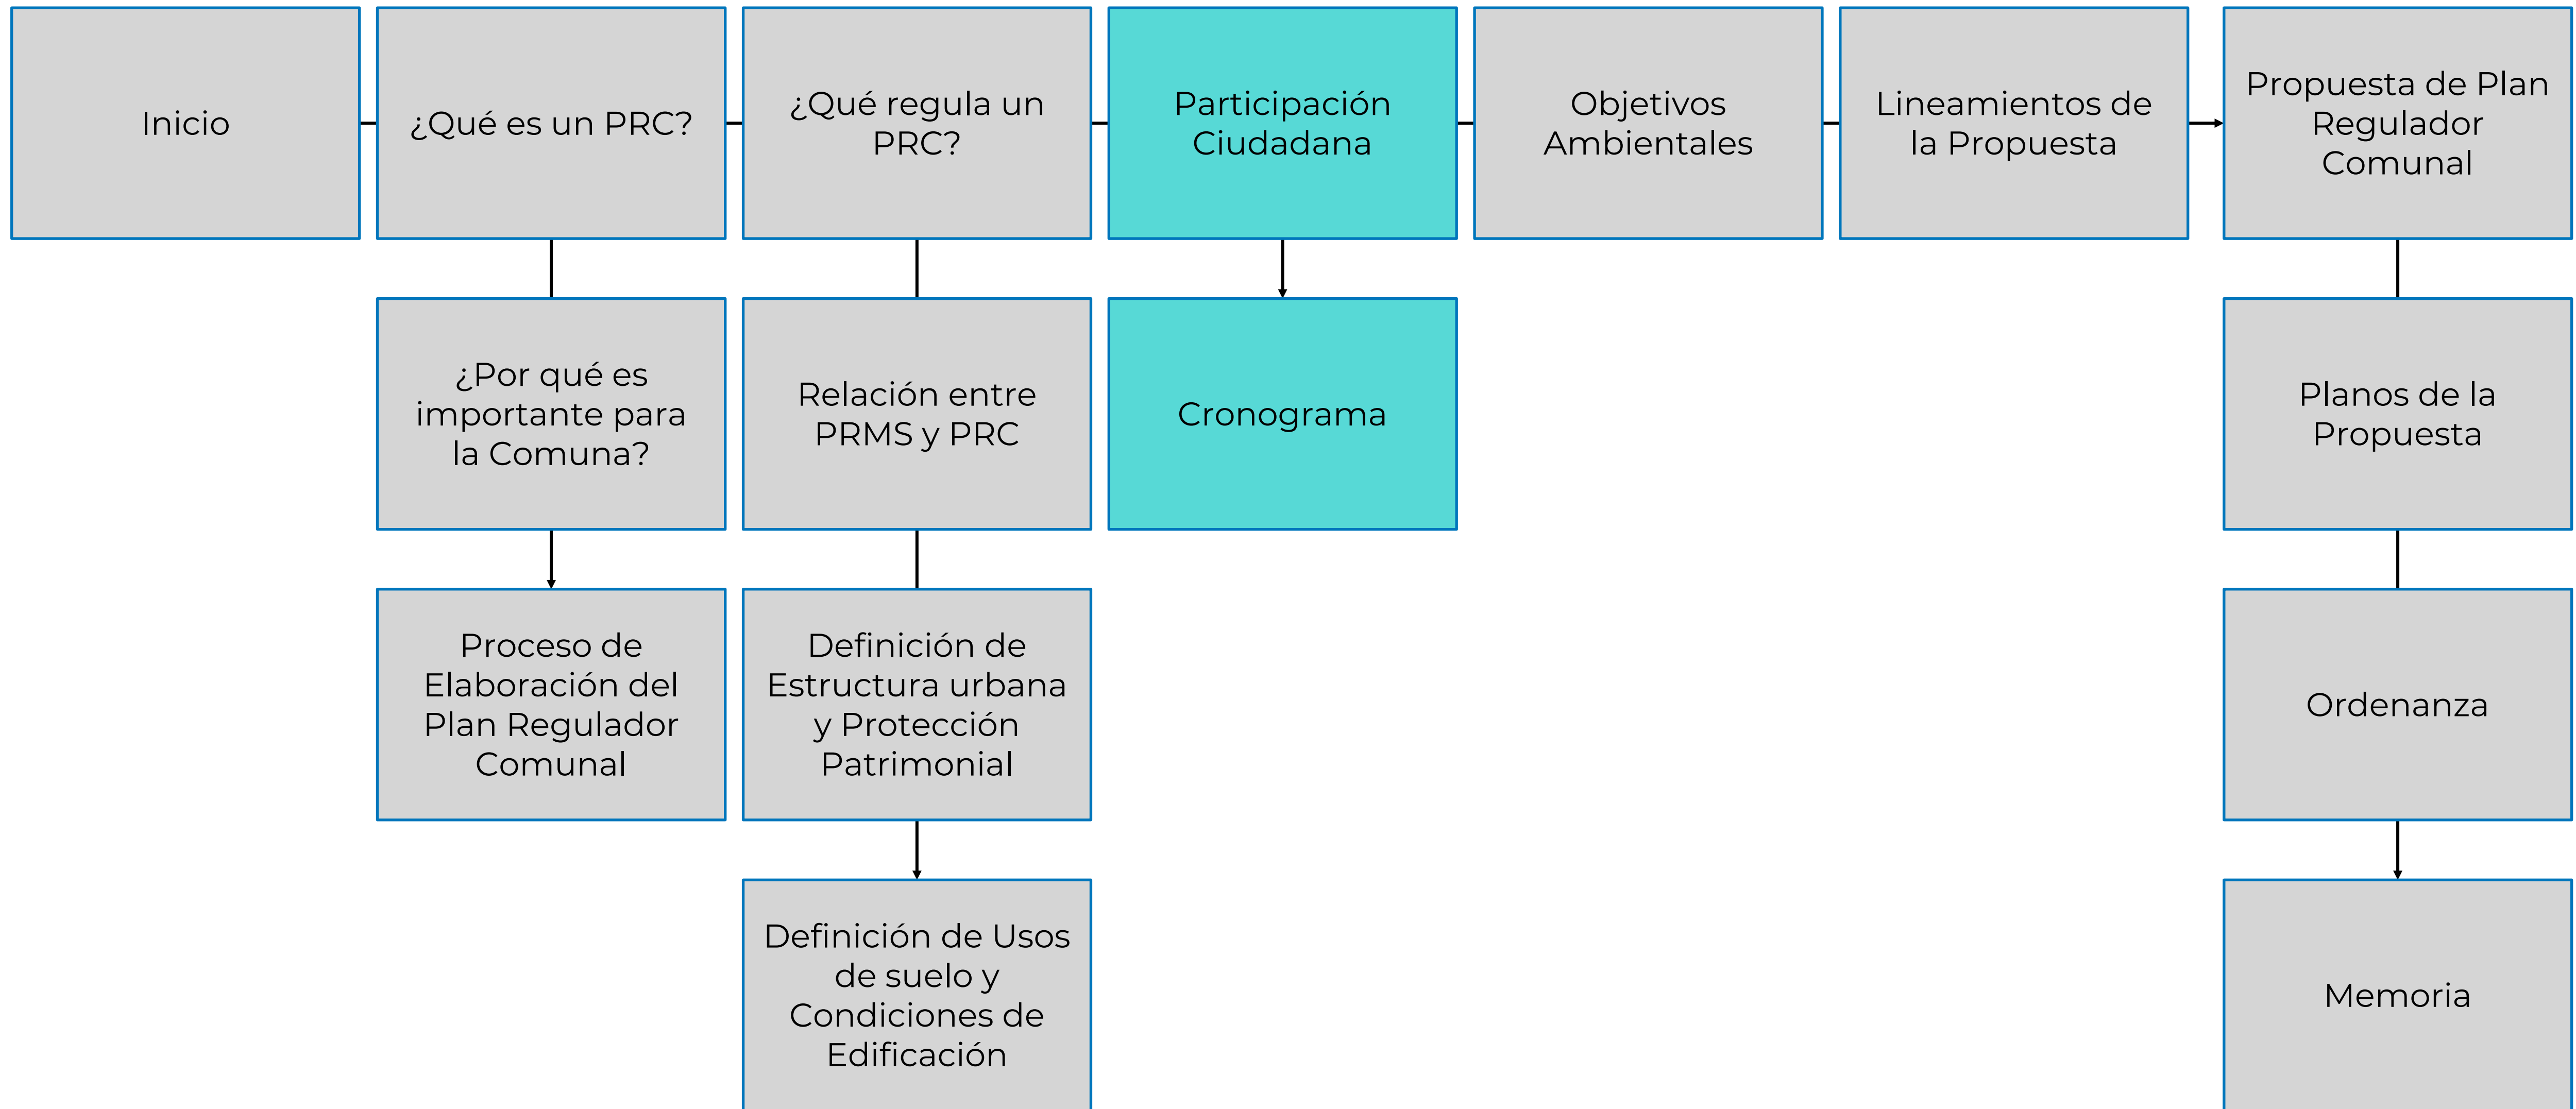 Inicio
¿Qué es un PRC?
¿Qué regula un
PRC?
Participación
Ciudadana
Objetivos
Ambientales
Lineamientos de
la Propuesta
Propuesta de Plan
Regulador
Comunal
¿Por qué es
importante para
la Comuna?
Relación entre
PRMS y PRC
Cronograma
Planos de la
Propuesta
Proceso de
Elaboración del
Plan Regulador
Comunal
Definición de
Estructura urbana
y Protección
Patrimonial
Ordenanza
Definición de Usos
de suelo y
Condiciones de
Edificación
Memoria